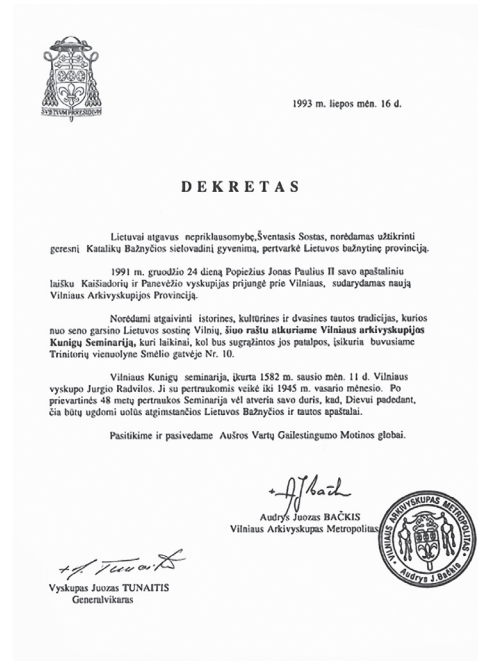 SVB TVVM PRÆSIDIVM
1993 m. liepos mėn. 16 d.
DEKRETAS
Lietuvai atgavus nepriklausomybę,Šventasis Sostas, norėdamas užtikrinti
geresnį Katalikų Bažnyčios sielovadinį gyvenimą, pertvarkė Lietuvos bažnytinę provinciją.
1991 m. gruodžio 24 dieną Popiežius Jonas Paulius II savo apaštaliniu
laišku Kaišiadorių ir Panevėžio vyskupijas prijungė prie Vilniaus, sudarydamas naują
Vilniaus Arkivyskupijos Provinciją.
Norėdami atgaivinti istorines, kultūrines ir dvasines tautos tradicijas, kurios
nuo seno garsino Lietuvos sostinę Vilnių, šiuo raštu atkuriame Vilniaus arkivyskupijos
Kunigų Seminariją, kuri laikinai, kol bus sugrąžintos jos patalpos, įsikuria buvusiame
Trinitorių vienuolyne Smėlio gatvėje Nr. 10.
Vilniaus Kunigų seminarija, įkurta 1582 m. sausio mėn. 11 d. Vilniaus
vyskupo Jurgio Radvilos. Ji su pertraukomis veikė iki 1945 m. vasario mėnesio. Po
prievartinės 48 metų pertraukos Seminarija vėl atveria savo duris, kad, Dievui padedant,
čia būtų ugdomi uolūs atgimstančios Lietuvos Bažnyčios ir tautos apaštalai.
Pasitikime ir pasivedame Aušros Vartų Gailestingumo Motinos globai.
+ AJ Bačkis
Audrys Juozas BAČKIS
Vilniaus Arkivyskupas Metropolitas
VILNIAUS ARKIVYSKUPAS METROPOLITAS
Audrys J.Bačkis
+ J. Tunaitis
Vyskupas Juozas TUNAITIS
Generalvikaras